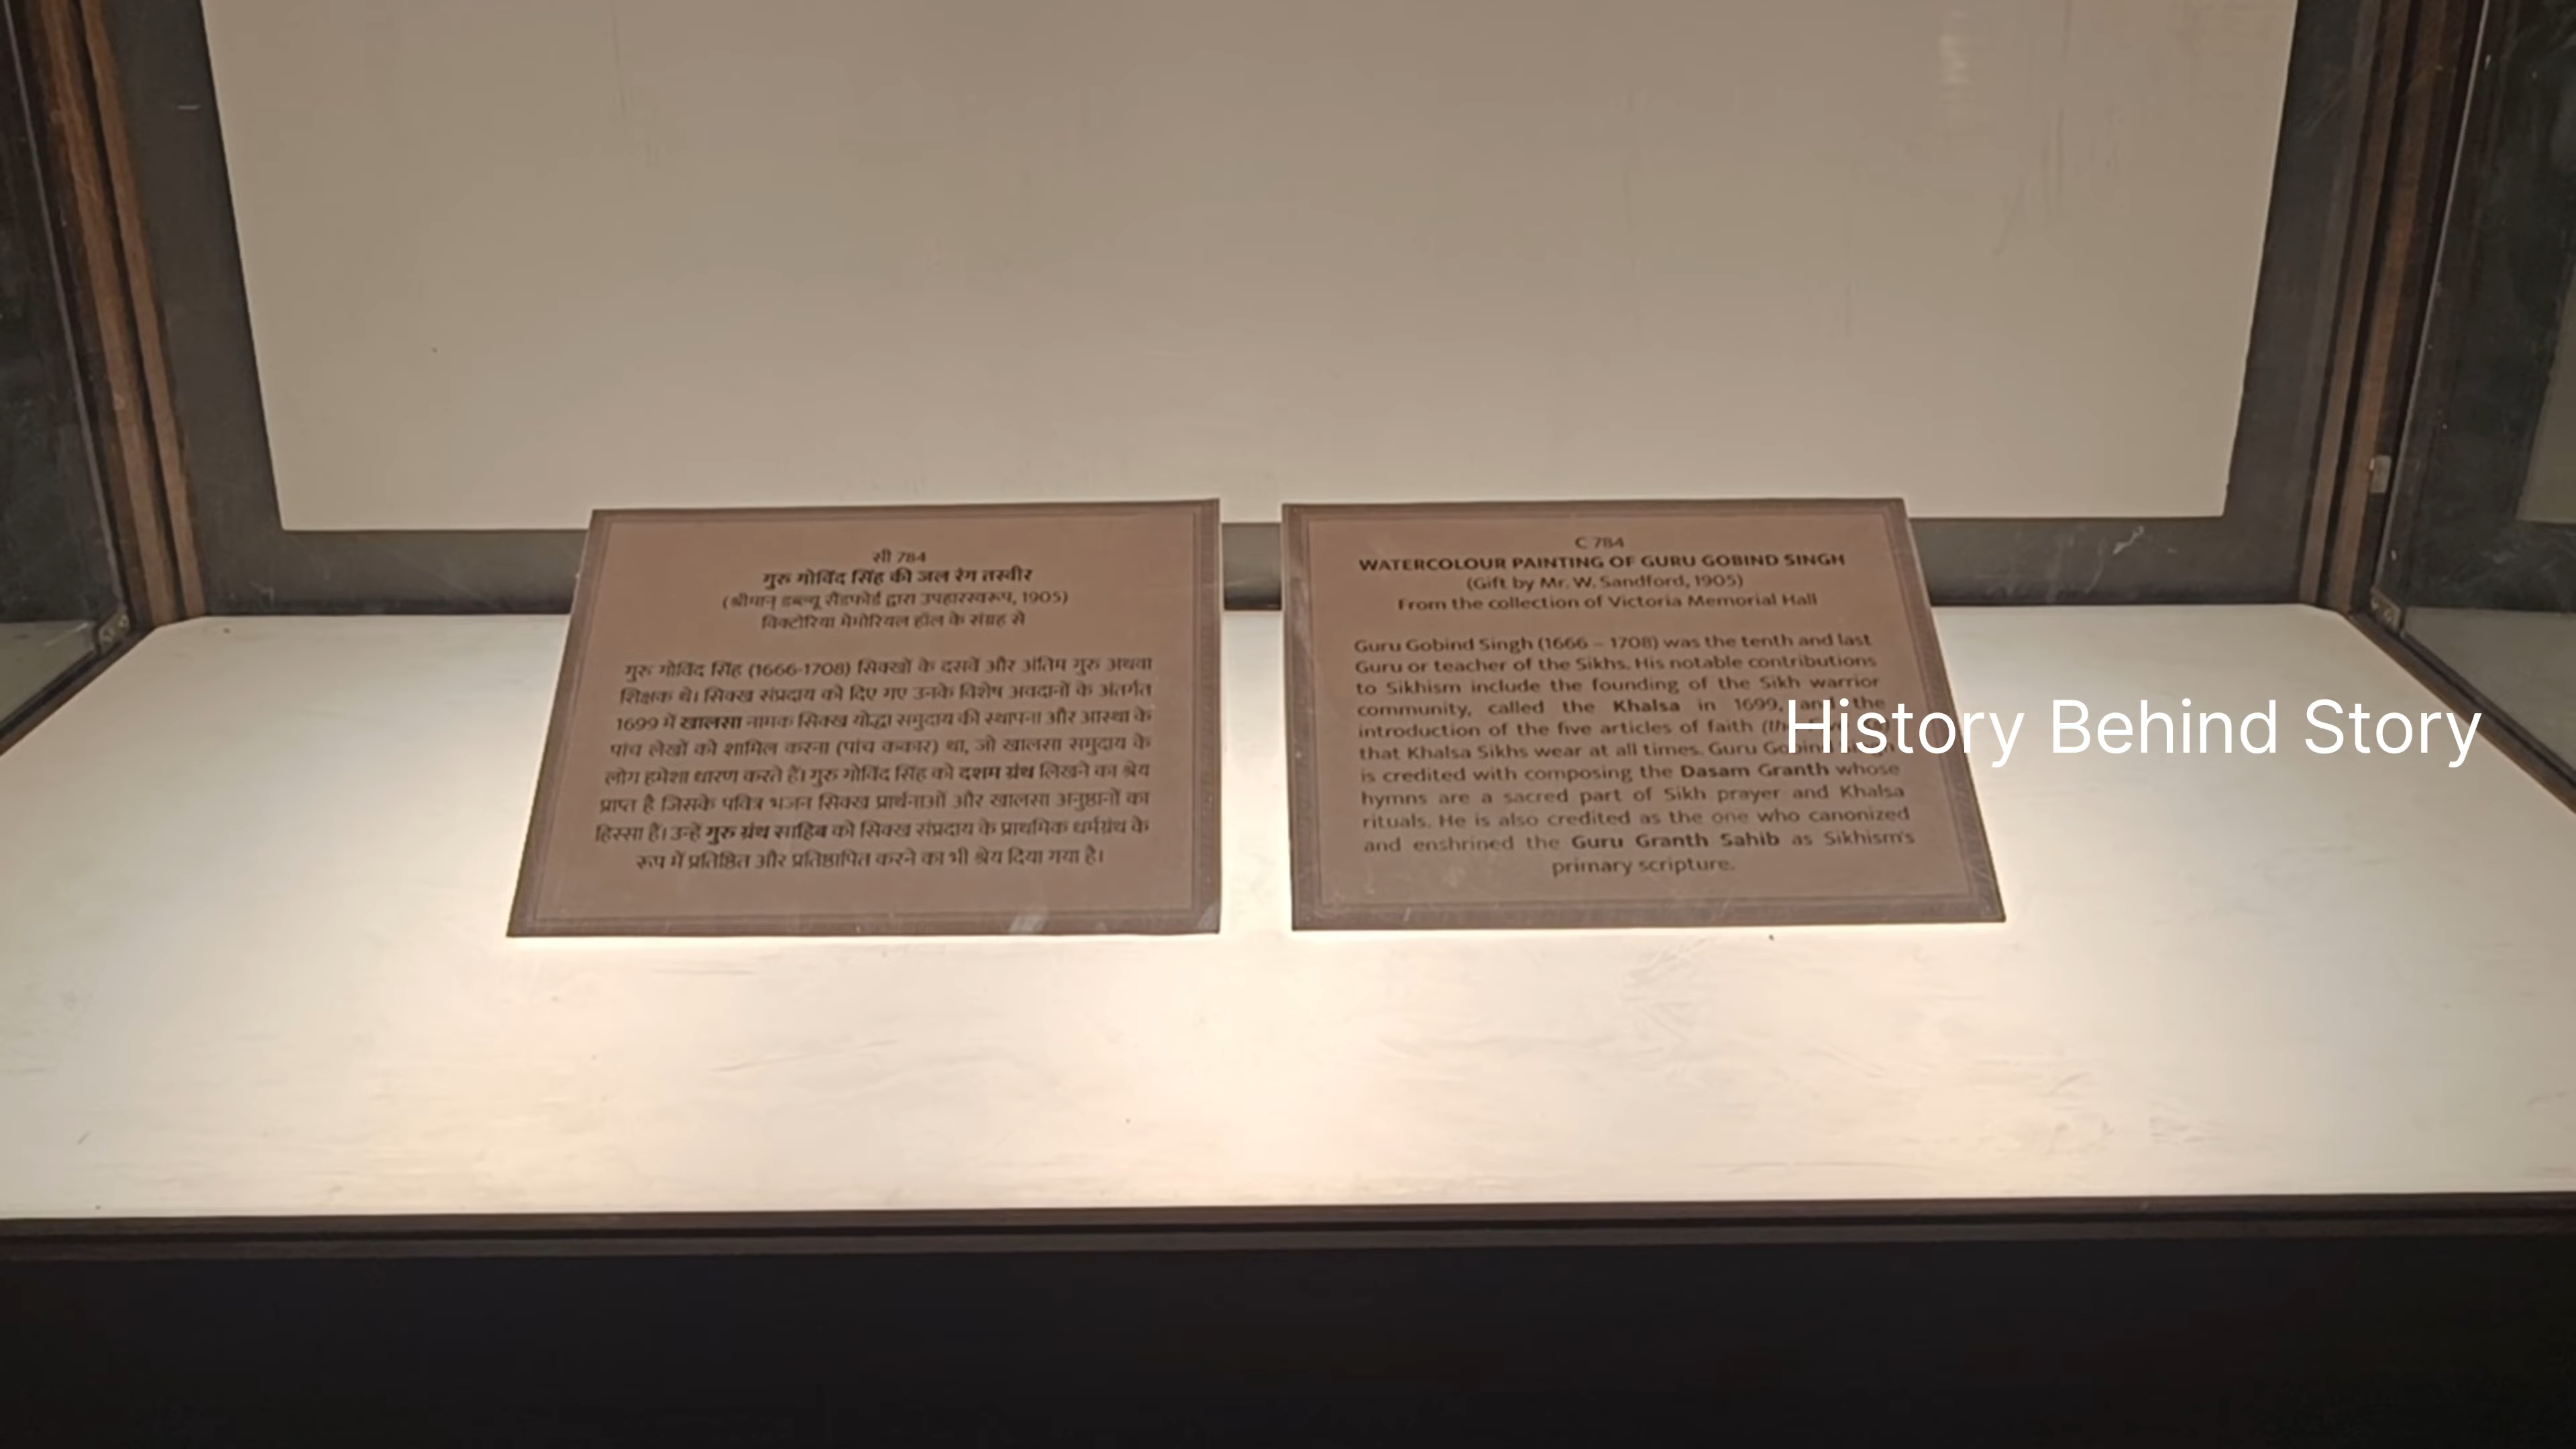 सी 784
गुरु गोविंद सिंह की जल रंग तस्वीर
(श्रीमान् डब्ल्यू सैंडफोर्ड द्वारा उपहारस्वरूप, 1905)
विक्टोरिया मेमोरियल हॉल के संग्रह से
गुरु गोविंद सिंह (1666-1708) सिक्खों के दसवें और अंतिम गुरु अथवा
शिक्षक थे। सिक्ख संप्रदाय को दिए गए उनके विशेष अवदानों के अंतर्गत
1699 में खालसा नामक सिक्ख योद्धा समुदाय की स्थापना और आस्था के
पांच लेखों को शामिल करना (पांच ककार) था, जो खालसा समुदाय के
लोग हमेशा धारण करते हैं। गुरु गोविंद सिंह को दशम ग्रंथ लिखने का श्रेय
प्राप्त है जिसके पवित्र भजन सिक्ख प्रार्थनाओं और खालसा अनुष्ठानों का
हिस्सा हैं। उन्हें गुरु ग्रंथ साहिब को सिक्ख संप्रदाय के प्राथमिक धर्मग्रंथ के
रूप में प्रतिष्ठित और प्रतिष्ठापित करने का भी श्रेय दिया गया है।
C 784
WATERCOLOUR PAINTING OF GURU GOBIND SINGH
(Gift by Mr. W. Sandford, 1905)
From the collection of Victoria Memorial Hall
Guru Gobind Singh (1666 – 1708) was the tenth and last
Guru or teacher of the Sikhs. His notable contributions
to Sikhism include the founding of the Sikh warrior
community, called the Khalsa in 1699, and the
introduction of the five articles of faith
that Khalsa Sikhs wear at all times. Guru Gobind
is credited with composing the Dasam Granth whose
hymns are a sacred part of Sikh prayer and Khalsa
rituals. He is also credited as the one who canonized
and enshrined the Guru Granth Sahib as Sikhism's
primary scripture.
History Behind Story